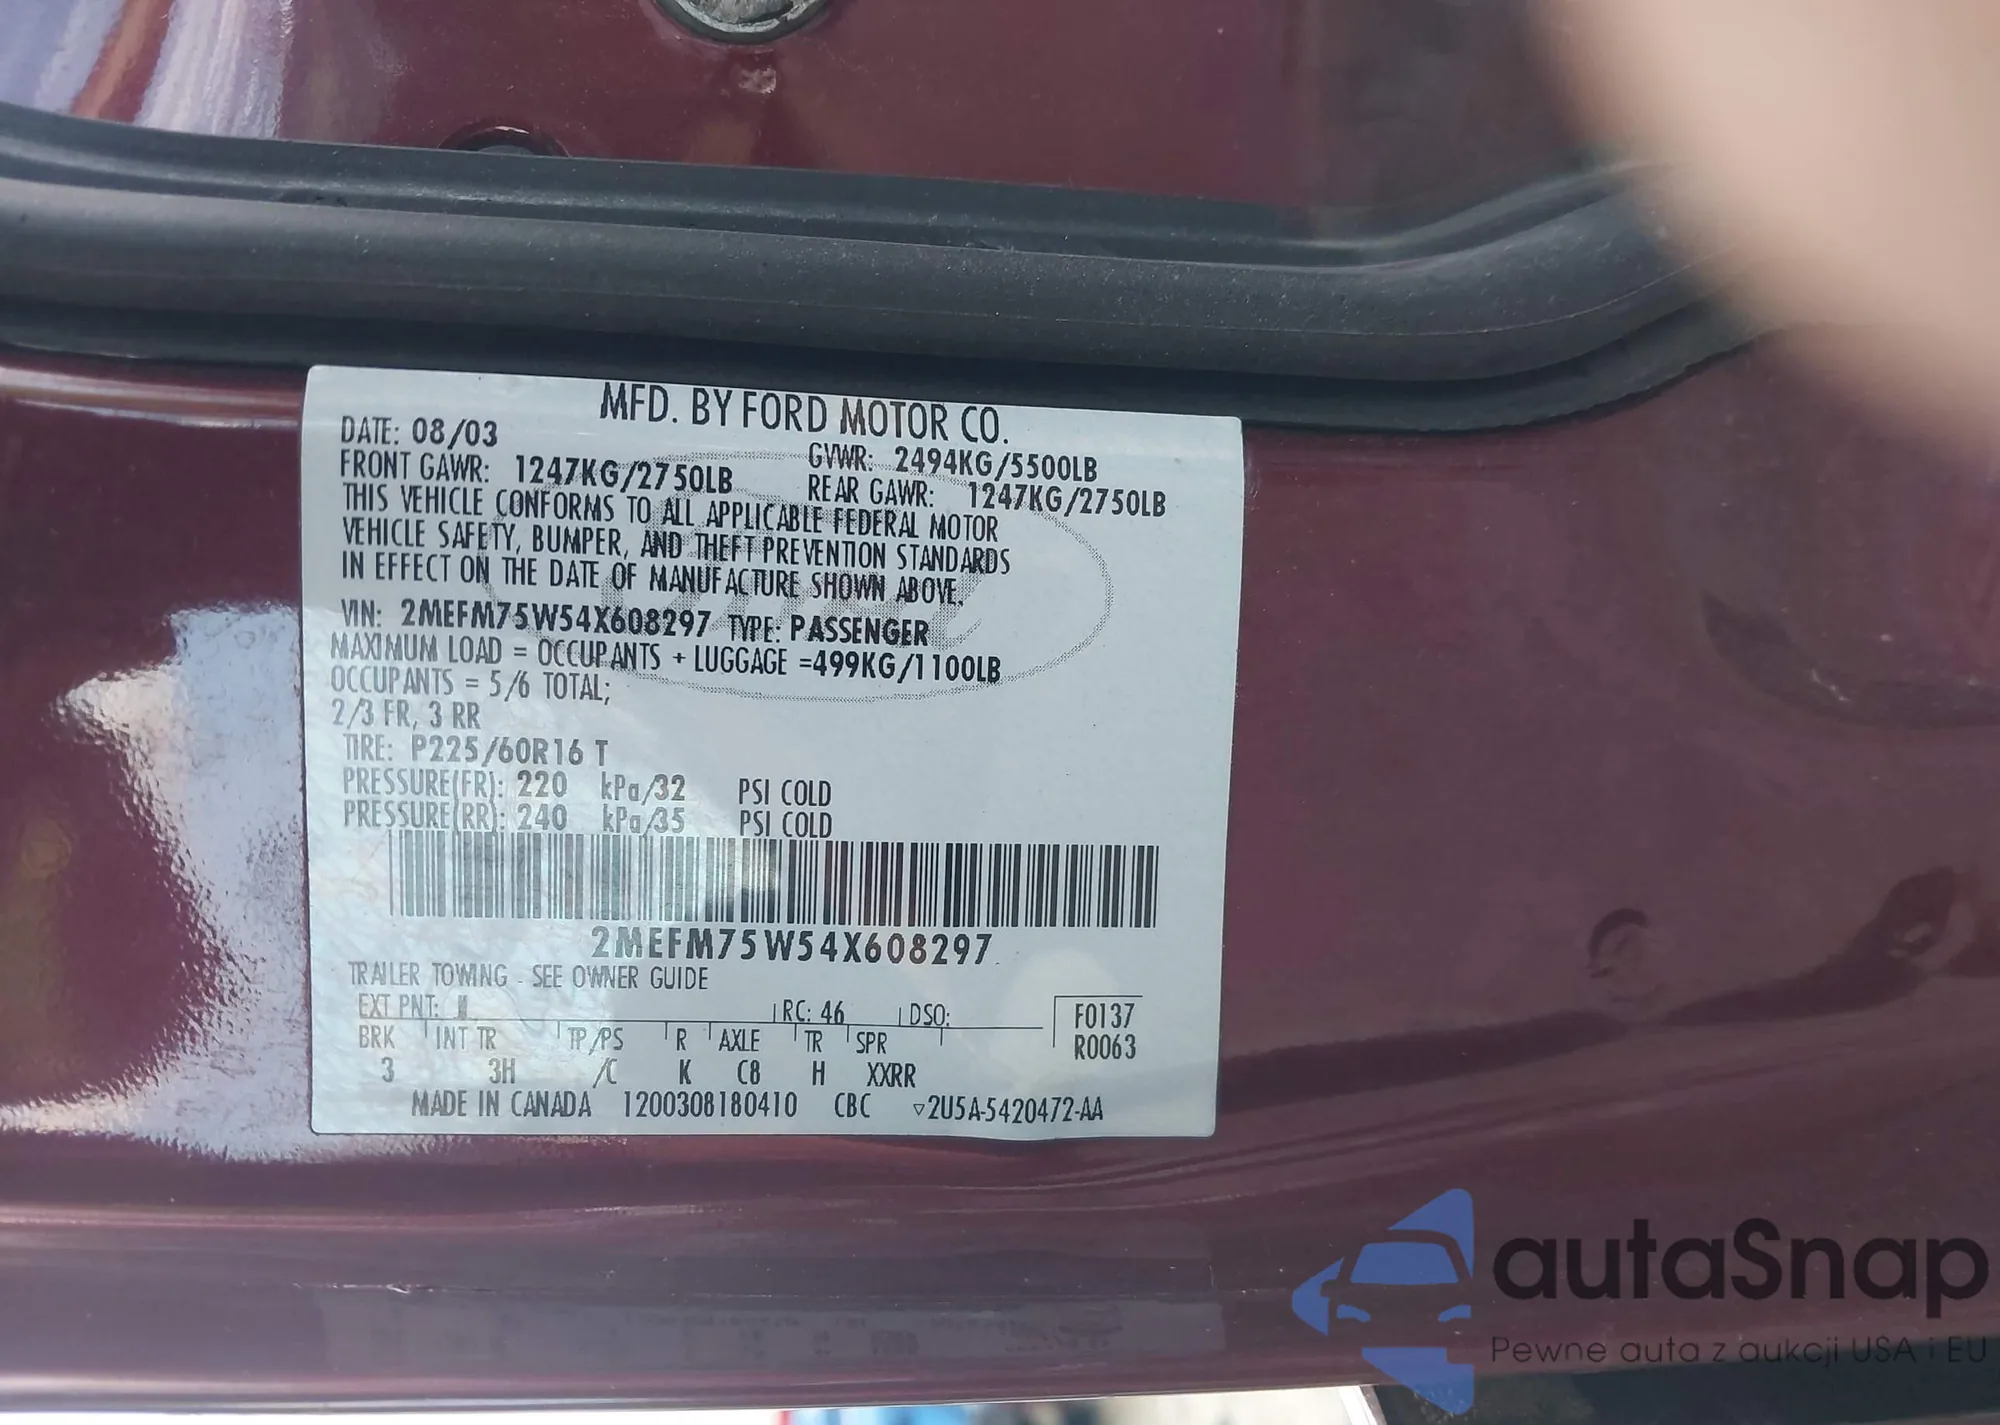 MFD. BY FORD MOTOR CO.
DATE: 08/03
GVWR: 2494KG/5500LB
FRONT GAWR: 1247KG/2750LB
REAR GAWR: 1247KG/2750LB
THIS VEHICLE CONFORMS TO ALL APPLICABLE FEDERAL MOTOR
VEHICLE SAFETY, BUMPER, AND THEFT PREVENTION STANDARDS
IN EFFECT ON THE DATE OF MANUFACTURE SHOWN ABOVE.
VIN: 2MEFM75W54X608297 TYPE: PASSENGER
MAXIMUM LOAD = OCCUPANTS + LUGGAGE =499KG/1100LB
OCCUPANTS = 5/6 TOTAL;
2/3 FR, 3 RR
TIRE: P225/60R16 T
PRESSURE(FR): 220 kPa/32 PSI COLD
PRESSURE(RR): 240 kPa/35 PSI COLD
2MEFM75W54X608297
TRAILER TOWING - SEE OWNER GUIDE
EXT PNT: RC: 46 DSO: F0137
BRK INT TR TP/PS R AXLE TR SPR R0063
3 3H /C K C8 H XXRR
MADE IN CANADA 1200308180410 CBC ▽2U5A-5420472-AA
autaSnap
Pewne auta z aukcji USA i EU